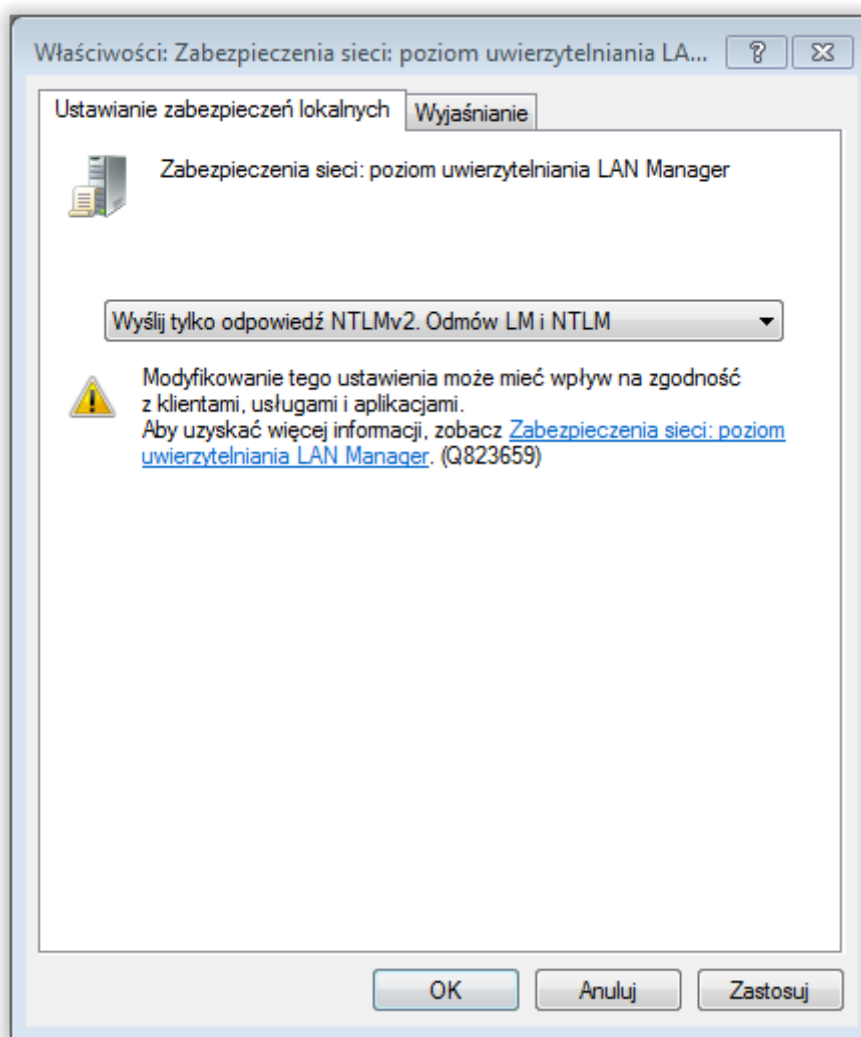 Właściwości: Zabezpieczenia sieci: poziom uwierzytelniania LA...
Ustawianie zabezpieczeń lokalnych
Wyjaśnianie
Zabezpieczenia sieci: poziom uwierzytelniania LAN Manager
Wyślij tylko odpowiedź NTLMv2. Odmów LM i NTLM
Modyfikowanie tego ustawienia może mieć wpływ na zgodność
z klientami, usługami i aplikacjami.
Aby uzyskać więcej informacji, zobacz Zabezpieczenia sieci: poziom
uwierzytelniania LAN Manager. (Q823659)
OK
Anuluj
Zastosuj